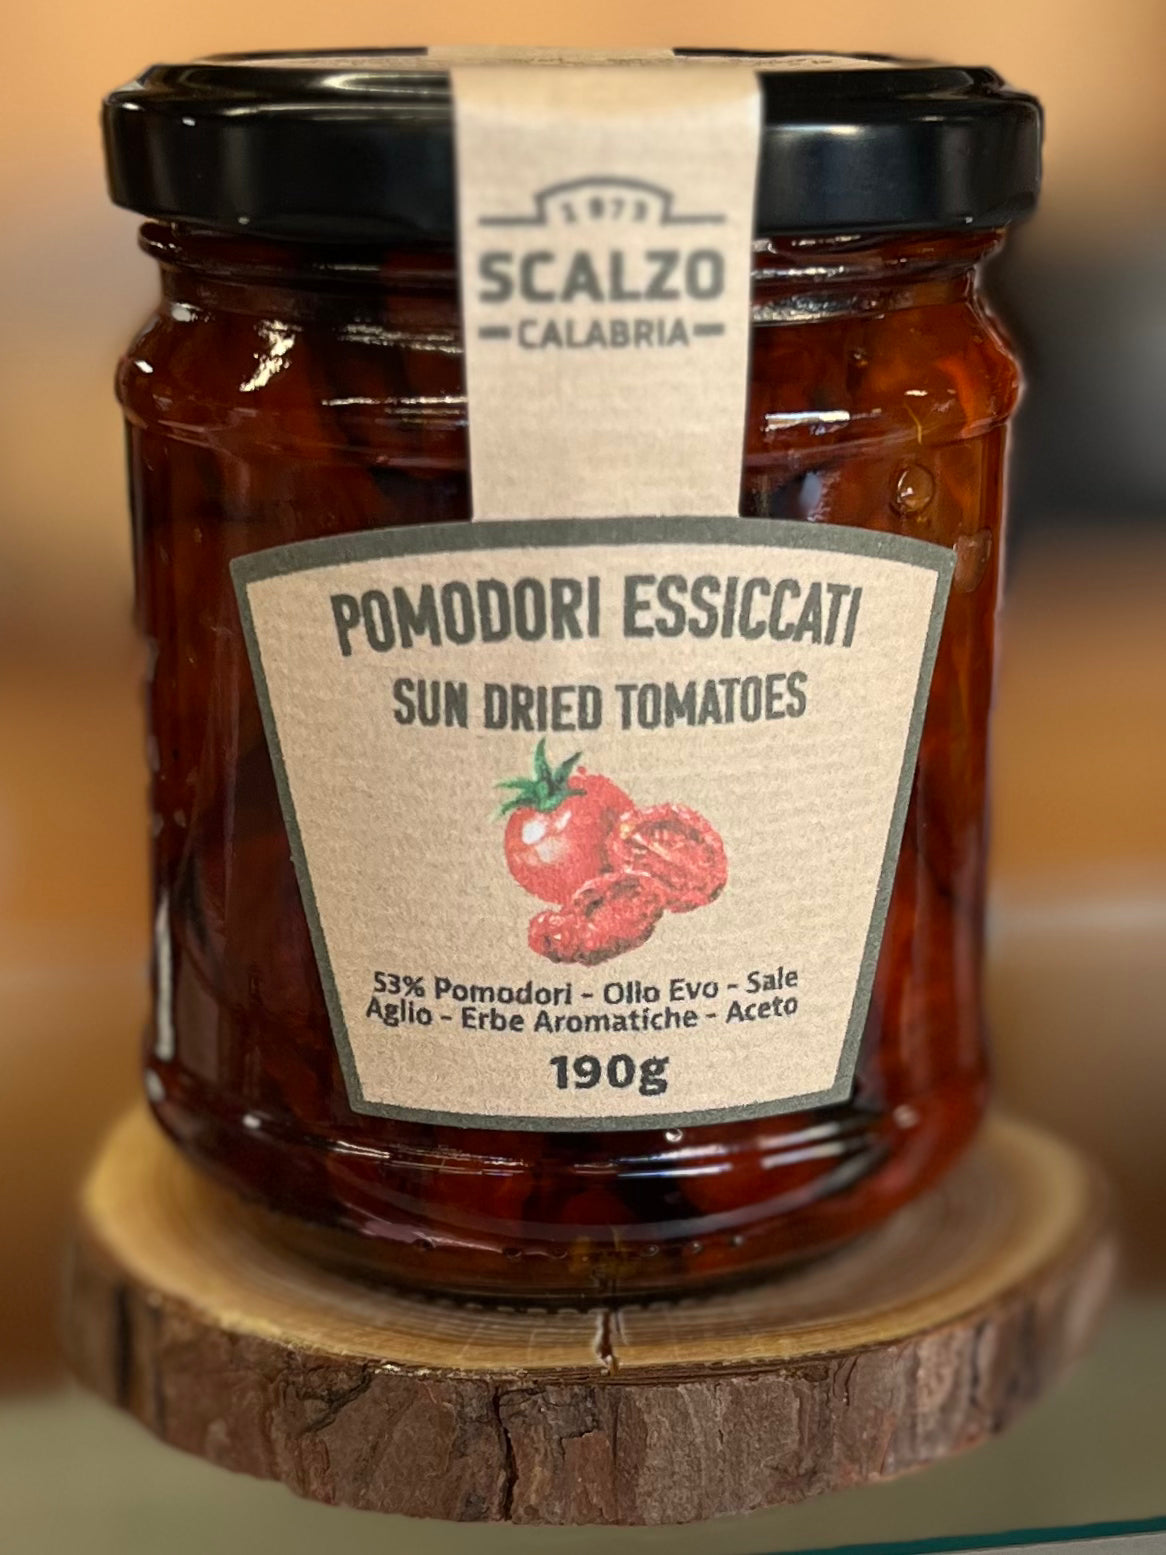 1973
SCALZO
CALABRIA
POMODORI ESSICCATI
SUN DRIED TOMATOES
53% Pomodori - Olio Evo - Sale
Aglio - Erbe Aromatiche - Aceto
190g